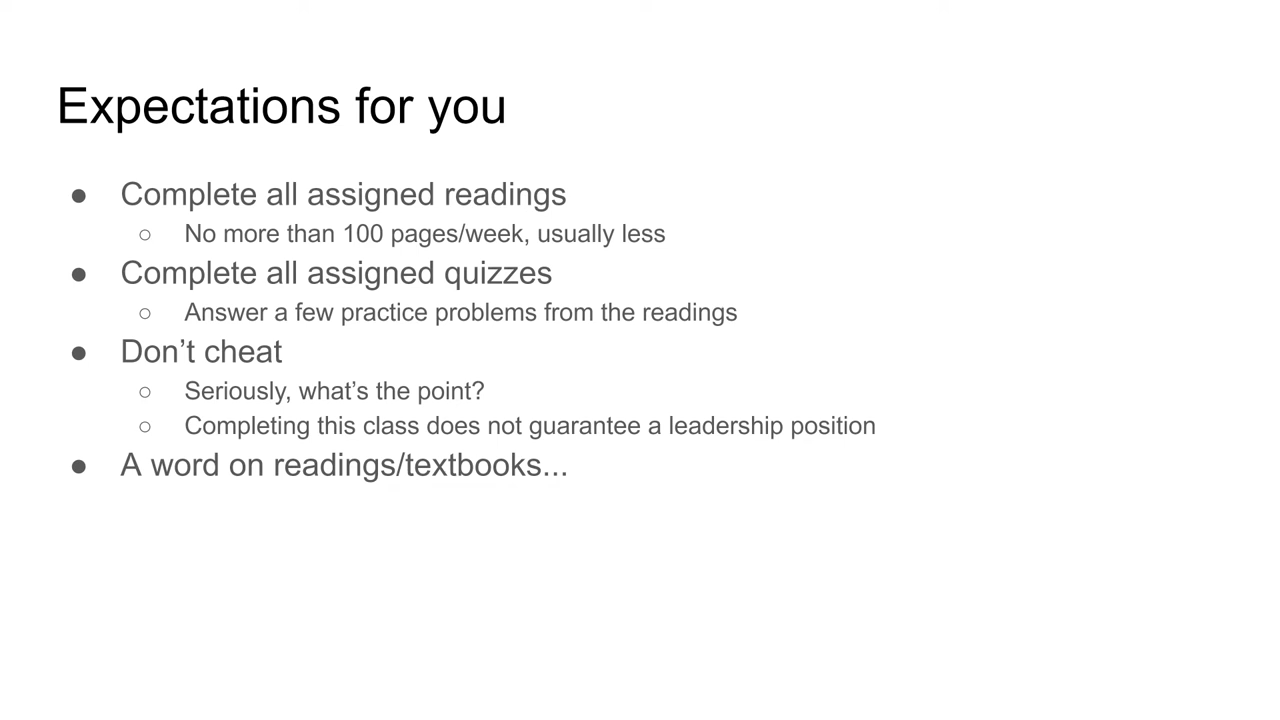 Expectations for you
● Complete all assigned readings
○ No more than 100 pages/week, usually less
● Complete all assigned quizzes
○ Answer a few practice problems from the readings
● Don’t cheat
○ Seriously, what’s the point?
○ Completing this class does not guarantee a leadership position
● A word on readings/textbooks...